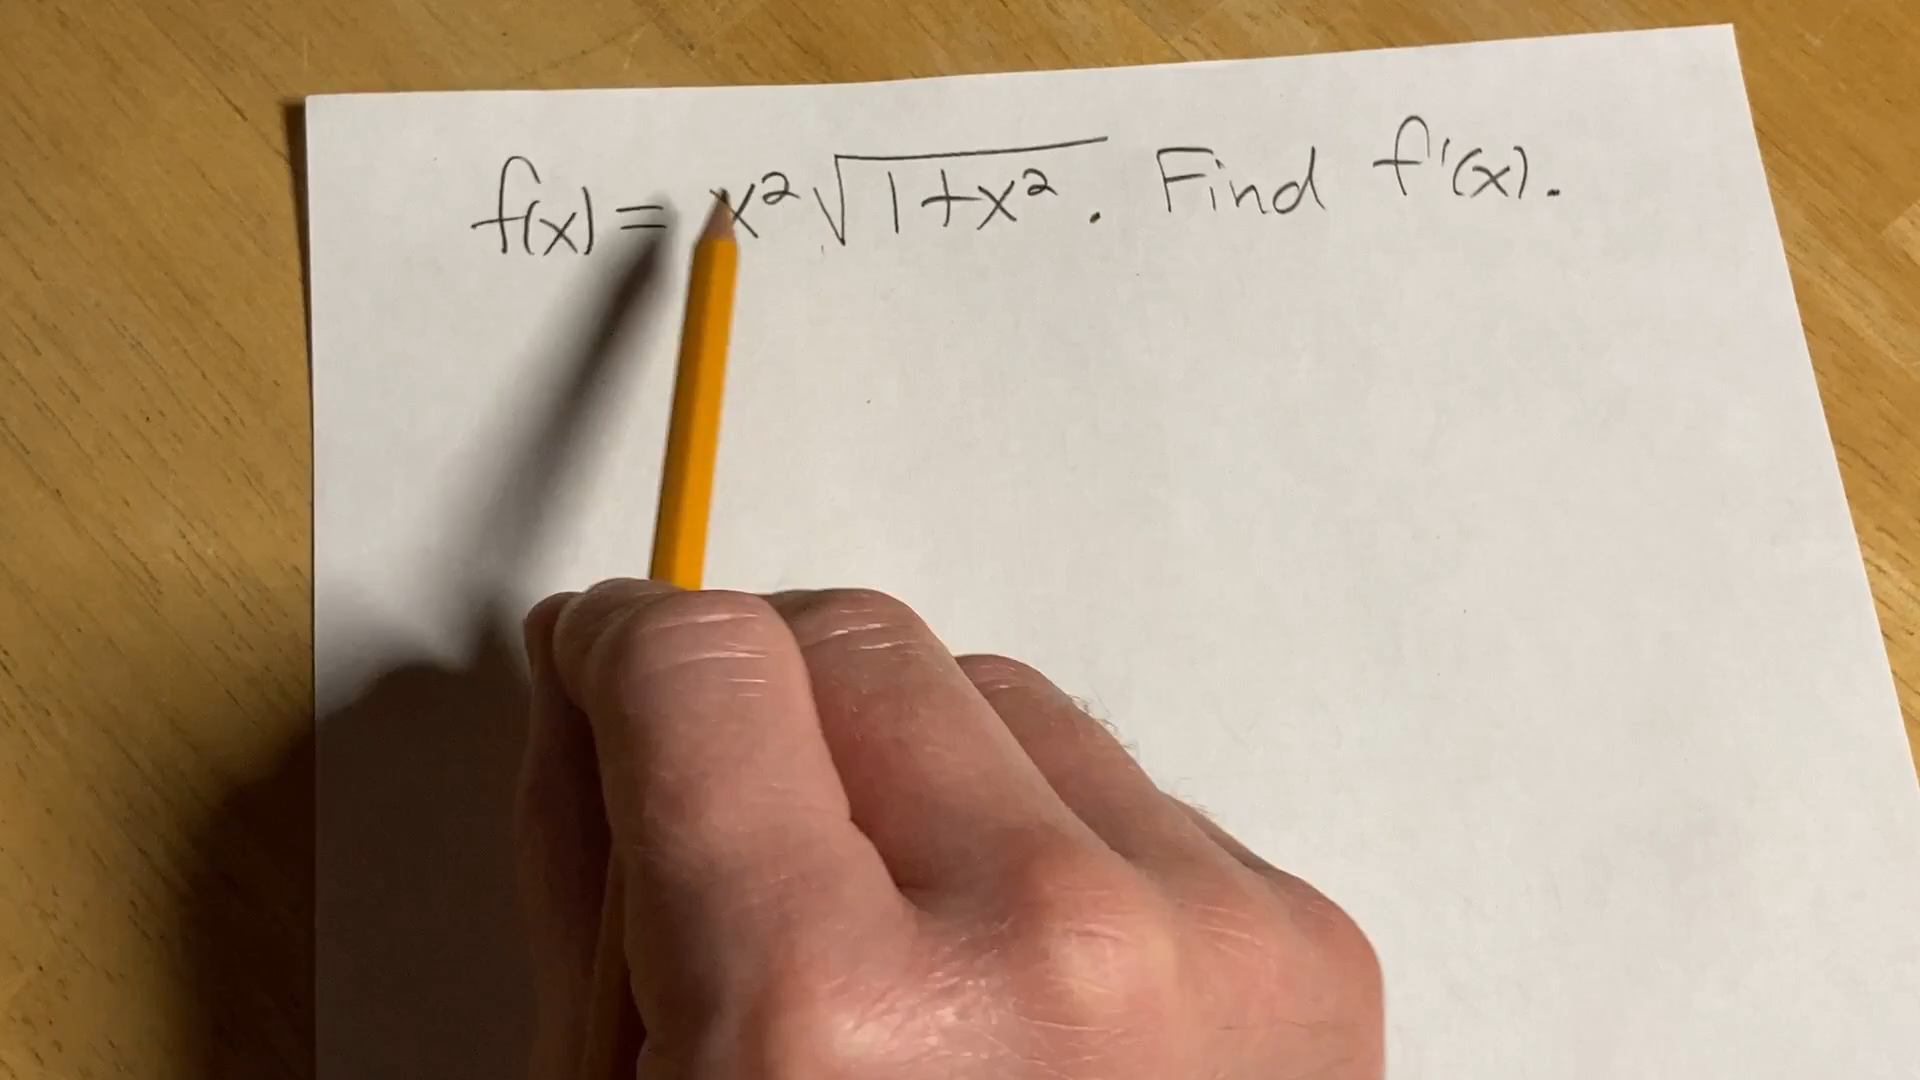 f(x) = x²√(1+x²). Find f'(x).